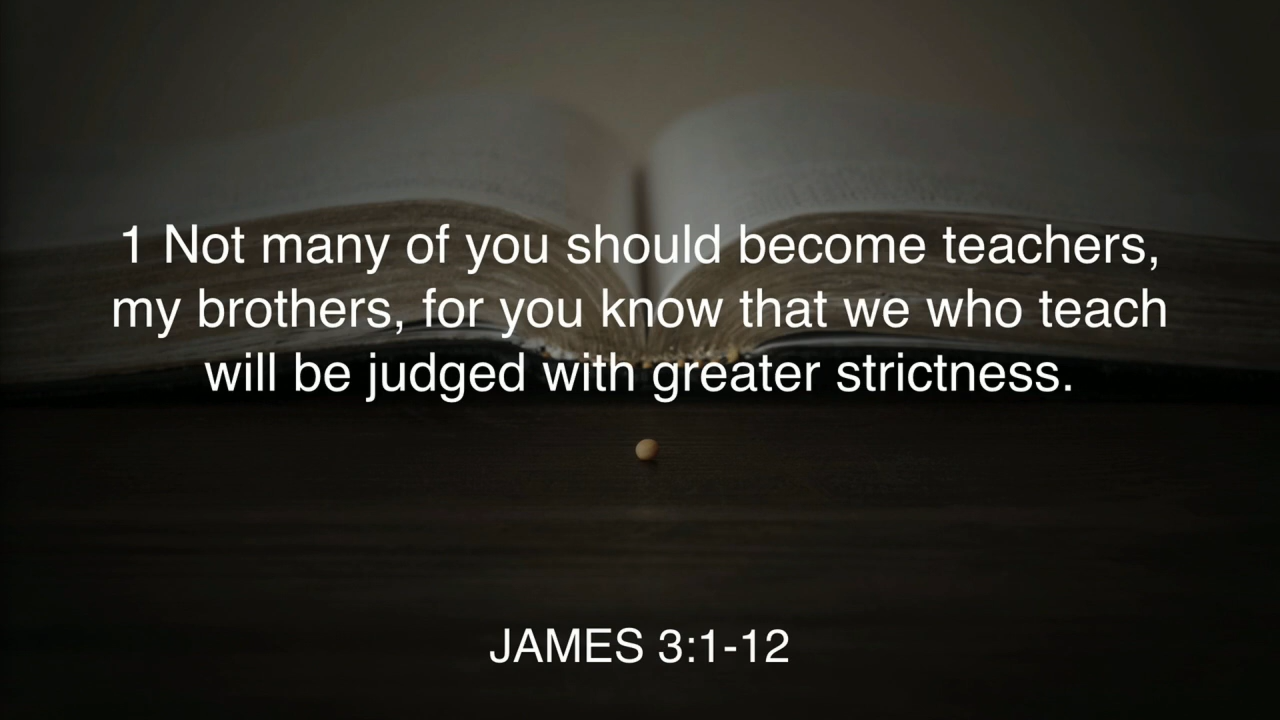 1 Not many of you should become teachers,
my brothers, for you know that we who teach
will be judged with greater strictness.
JAMES 3:1-12